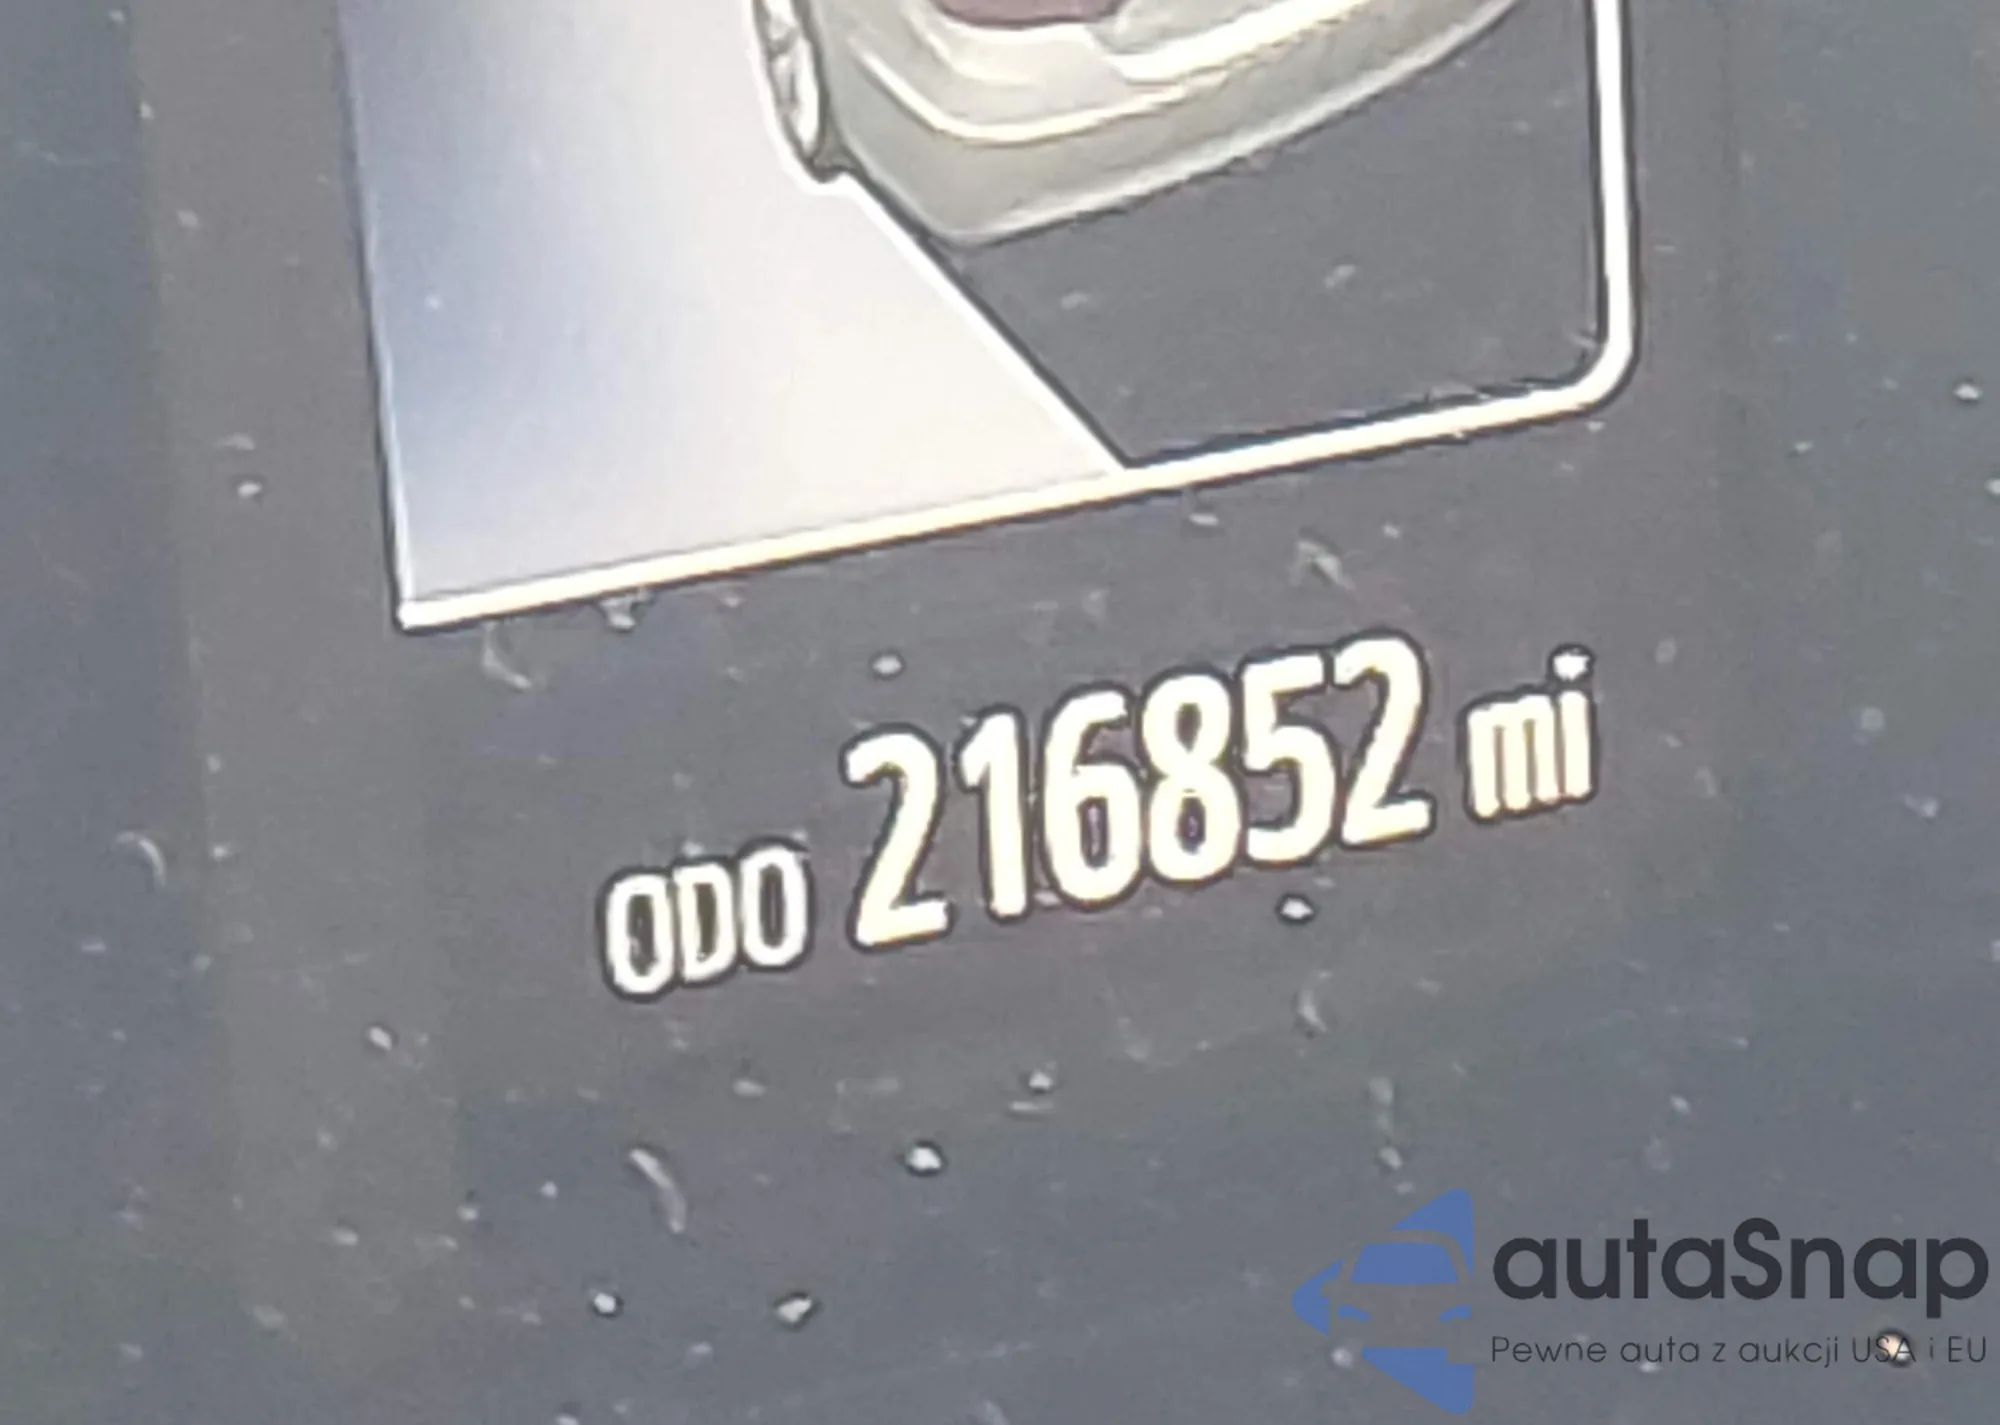 ODO 216852 mi
autaSnap
Pewne auta z aukcji USA i EU